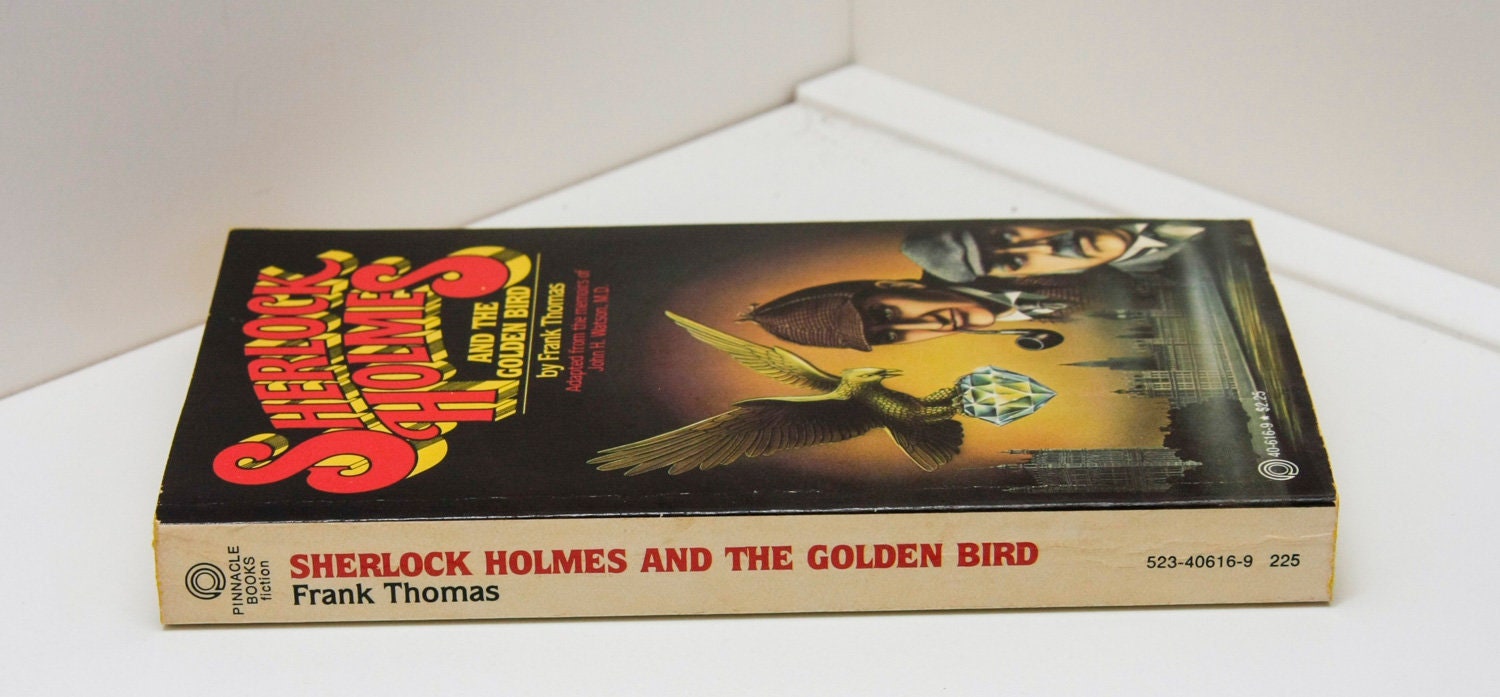 SHERLOCK
HOLMES
AND THE
GOLDEN BIRD
by Frank Thomas
Adapted from the memoirs of
John H. Watson, M.D.
40-616-9 ★ $2.25
PINNACLE
BOOKS
fiction
SHERLOCK HOLMES AND THE GOLDEN BIRD
Frank Thomas
523-40616-9 225